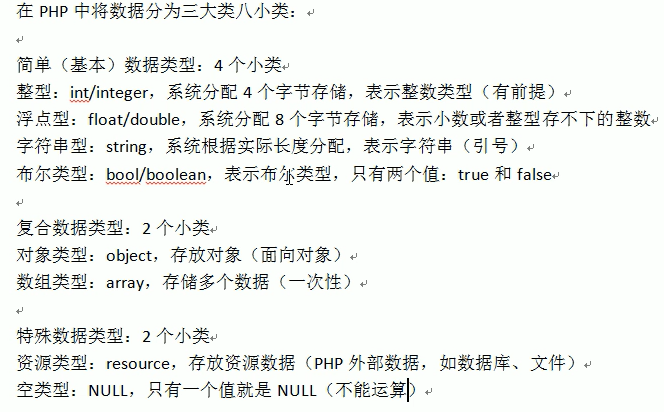 在 PHP 中将数据分为三大类八小类：
简单（基本）数据类型：4 个小类
整型：int/integer，系统分配 4 个字节存储，表示整数类型（有前提）
浮点型：float/double，系统分配 8 个字节存储，表示小数或者整型存不下的整数
字符串型：string，系统根据实际长度分配，表示字符串（引号）
布尔类型：bool/boolean，表示布尔类型，只有两个值：true 和 false
复合数据类型：2 个小类
对象类型：object，存放对象（面向对象）
数组类型：array，存储多个数据（一次性）
特殊数据类型：2 个小类
资源类型：resource，存放资源数据（PHP 外部数据，如数据库、文件）
空类型：NULL，只有一个值就是 NULL（不能运算）